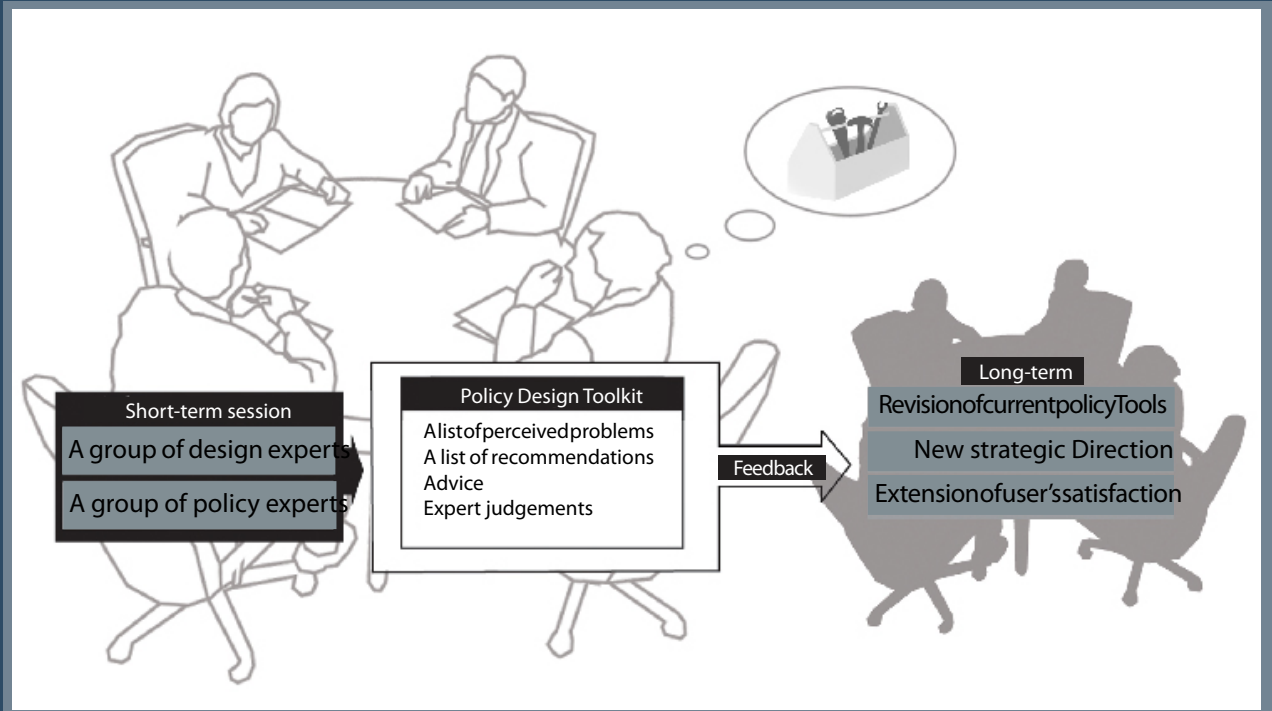 Short-term session
A group of design experts
A group of policy experts
Policy Design Toolkit
Alistofperceivedproblems
A list of recommendations
Advice
Expert judgements
Feedback
Long-term
RevisionofcurrentpolicyTools
New strategic Direction
Extensionofuser'ssatisfaction